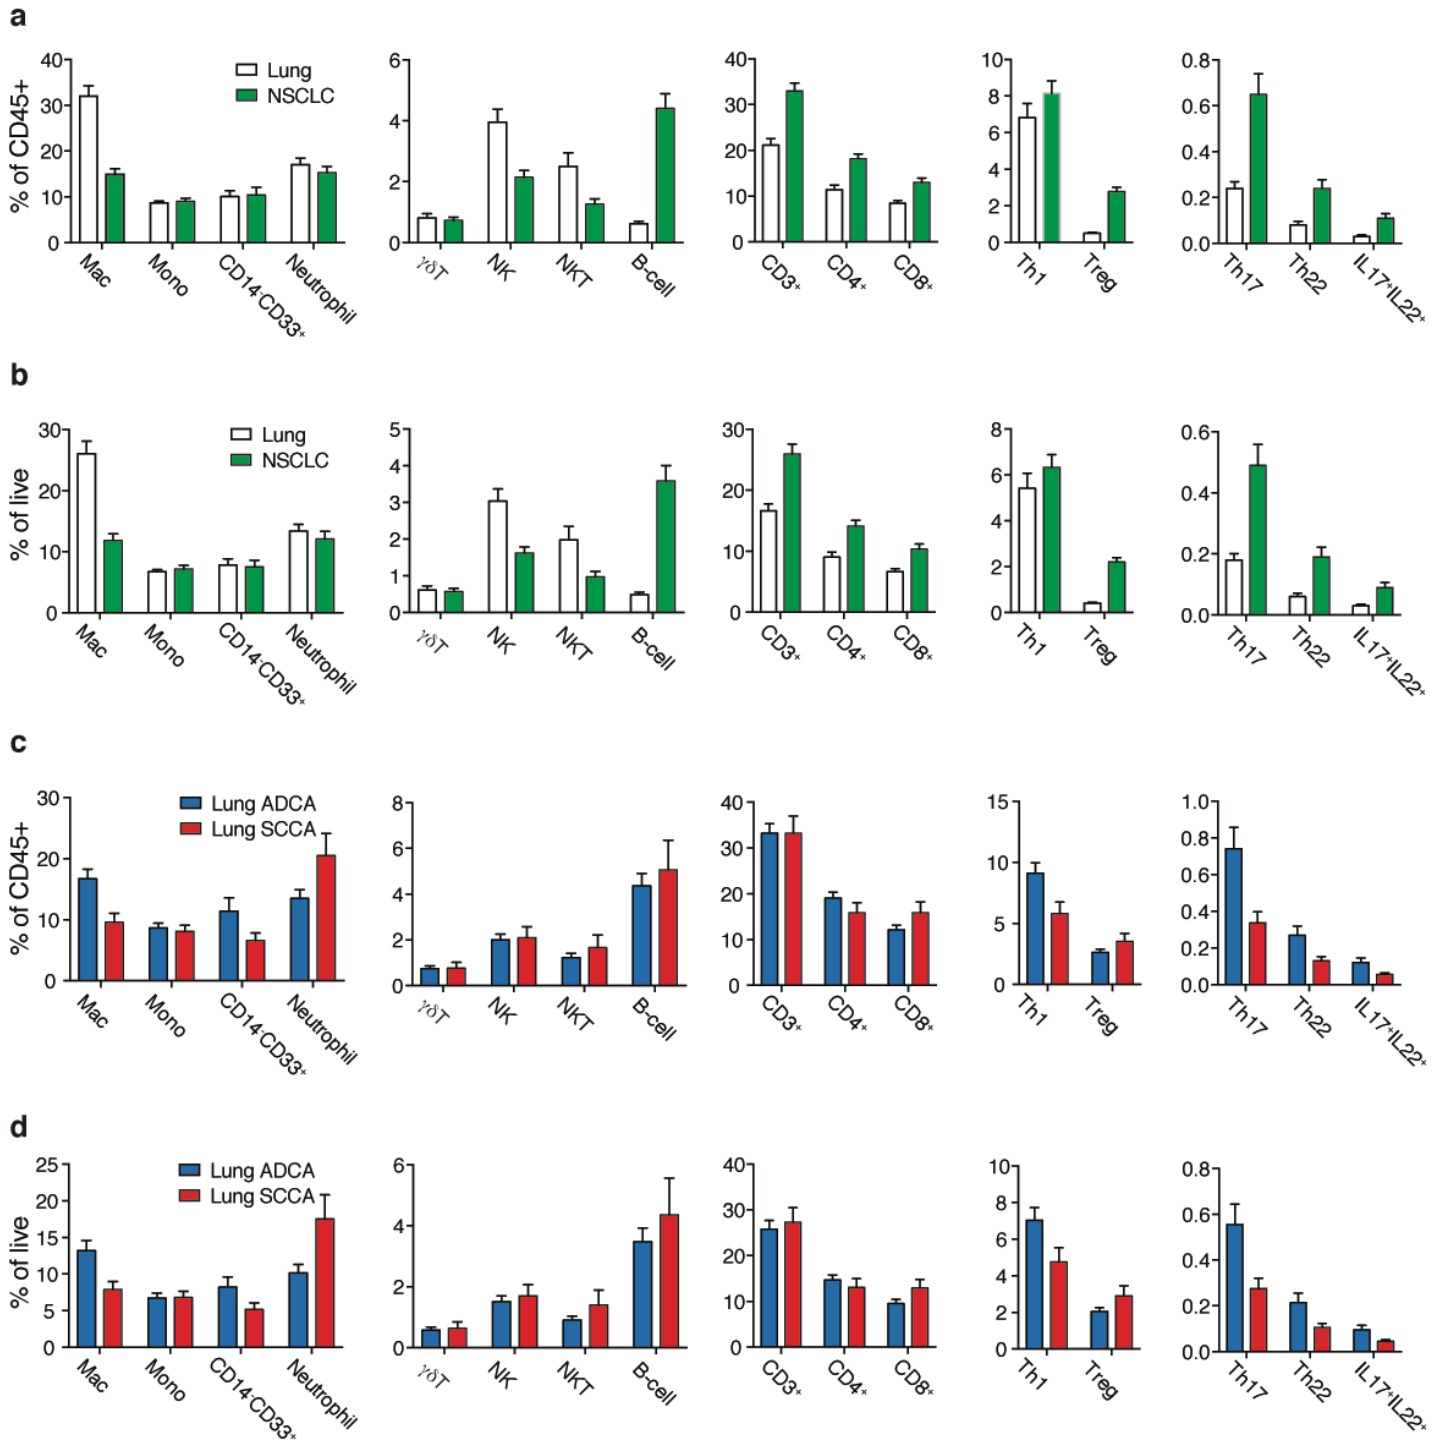 a
% of CD45+
40
30
20
10
0
Lung
NSCLC
Mac
Mono
CD14-CD33+
Neutrophil
6
4
2
0
γδT
NK
NKT
B-cell
40
30
20
10
0
CD3+
CD4+
CD8+
10
8
6
4
2
0
Th1
Treg
0.8
0.6
0.4
0.2
0.0
Th17
Th22
IL17+IL22+
b
% of live
30
20
10
0
Lung
NSCLC
Mac
Mono
CD14-CD33+
Neutrophil
5
4
3
2
1
0
γδT
NK
NKT
B-cell
30
20
10
0
CD3+
CD4+
CD8+
8
6
4
2
0
Th1
Treg
0.6
0.4
0.2
0.0
Th17
Th22
IL17+IL22+
c
% of CD45+
30
20
10
0
Lung ADCA
Lung SCCA
Mac
Mono
CD14-CD33+
Neutrophil
8
6
4
2
0
γδT
NK
NKT
B-cell
40
30
20
10
0
CD3+
CD4+
CD8+
15
10
5
0
Th1
Treg
1.0
0.8
0.6
0.4
0.2
0.0
Th17
Th22
IL17+IL22+
d
% of live
25
20
15
10
5
0
Lung ADCA
Lung SCCA
Mac
Mono
CD14-CD33+
Neutrophil
6
4
2
0
γδT
NK
NKT
B-cell
40
30
20
10
0
CD3+
CD4+
CD8+
10
8
6
4
2
0
Th1
Treg
0.8
0.6
0.4
0.2
0.0
Th17
Th22
IL17+IL22+